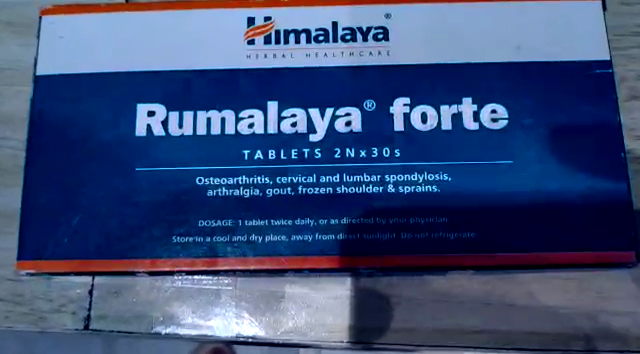 Himalaya®
HERBAL HEALTHCARE
Rumalaya® forte
TABLETS 2Nx30s
Osteoarthritis, cervical and lumbar spondylosis,
arthralgia, gout, frozen shoulder & sprains.
DOSAGE: 1 tablet twice daily, or as directed by your physician
Store in a cool and dry place, away from direct sunlight. Do not refrigerate.